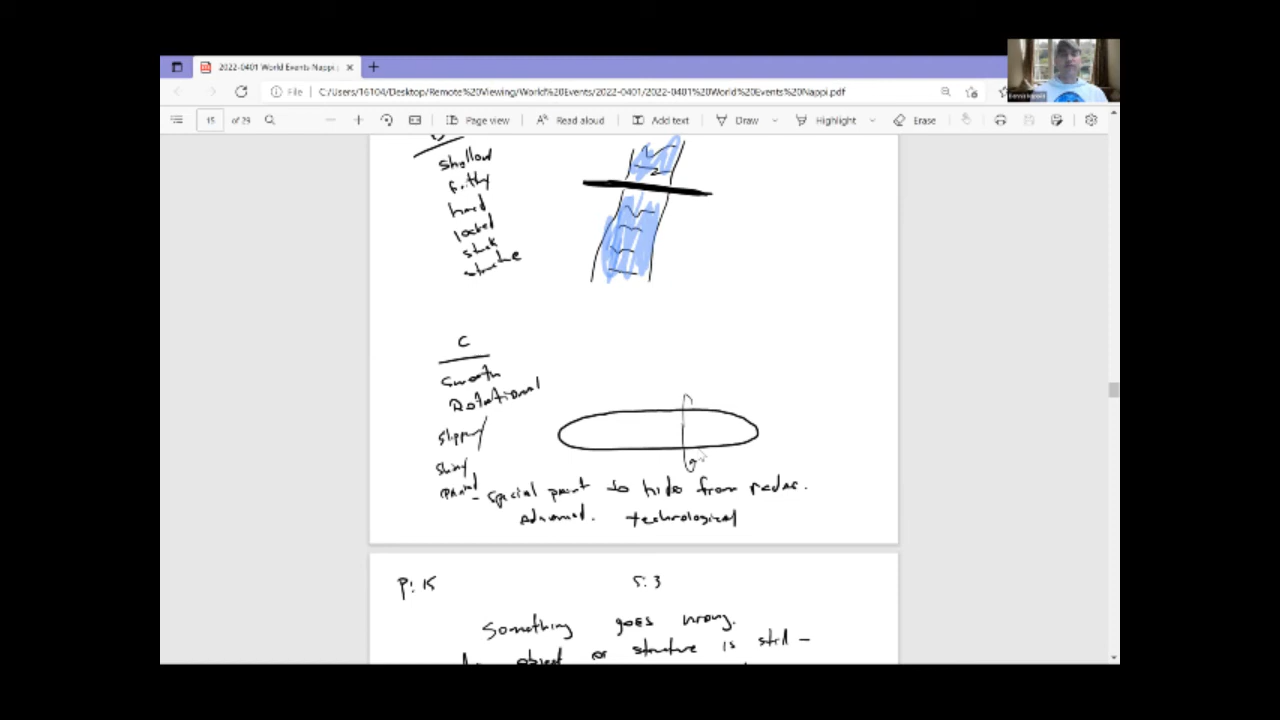 2022-0401 World Events Nappi
File
C:/Users/16104/Desktop/Remote%20Viewing/World%20Events/2022-0401/2022-0401%20World%20Events%20Nappi.pdf
15 of 29
Page view
Read aloud
Add text
Draw
Highlight
Erase
shallow
filthy
hard
locked
stuck
structure
C
Smooth
Rotational
slippery
shiny
painted - special paint to hide from radar.
Advanced. technological
P: 15
S: 3
Something goes wrong.
object or structure is still -